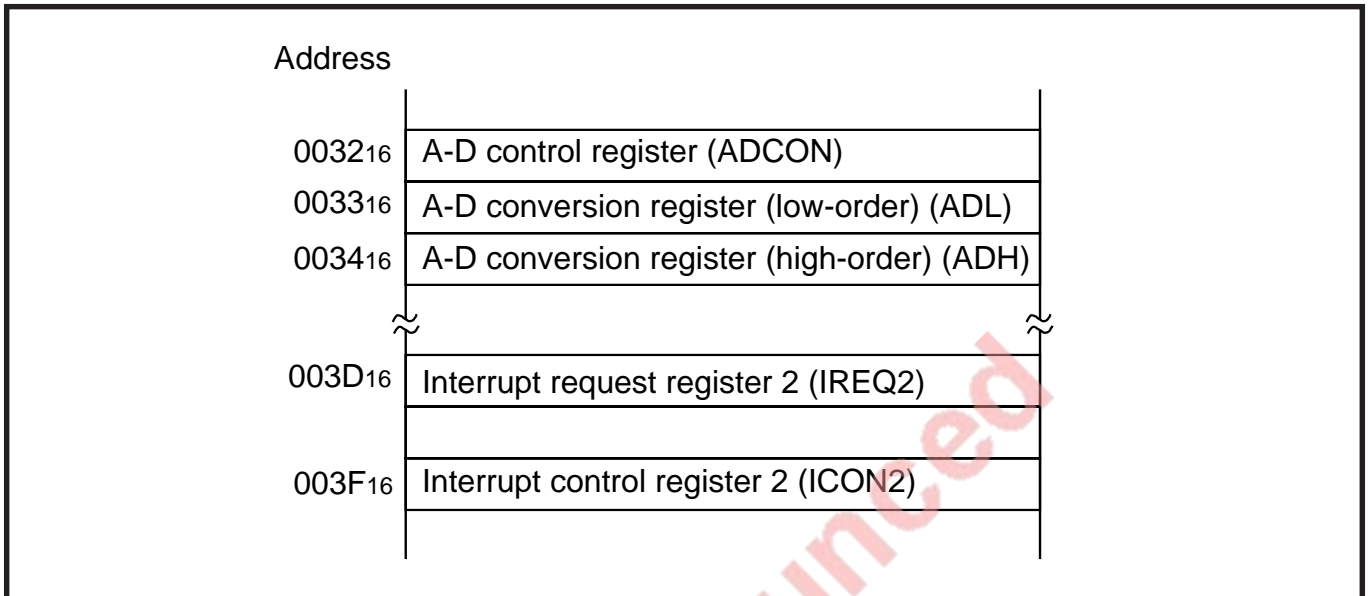 Address
0032₁₆ A-D control register (ADCON)
0033₁₆ A-D conversion register (low-order) (ADL)
0034₁₆ A-D conversion register (high-order) (ADH)
003D₁₆ Interrupt request register 2 (IREQ2)
003F₁₆ Interrupt control register 2 (ICON2)
unced